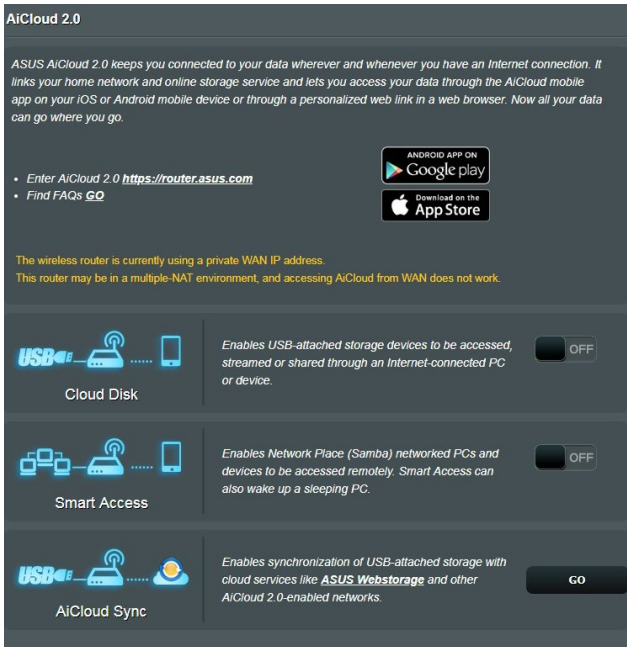 AiCloud 2.0
ASUS AiCloud 2.0 keeps you connected to your data wherever and whenever you have an Internet connection. It
links your home network and online storage service and lets you access your data through the AiCloud mobile
app on your iOS or Android mobile device or through a personalized web link in a web browser. Now all your data
can go where you go.
• Enter AiCloud 2.0 https://router.asus.com
• Find FAQs GO
ANDROID APP ON
Google play
Download on the
App Store
The wireless router is currently using a private WAN IP address.
This router may be in a multiple-NAT environment, and accessing AiCloud from WAN does not work.
USB
Cloud Disk
Enables USB-attached storage devices to be accessed,
streamed or shared through an Internet-connected PC
or device.
OFF
Smart Access
Enables Network Place (Samba) networked PCs and
devices to be accessed remotely. Smart Access can
also wake up a sleeping PC.
OFF
USB
AiCloud Sync
Enables synchronization of USB-attached storage with
cloud services like ASUS Webstorage and other
AiCloud 2.0-enabled networks.
GO